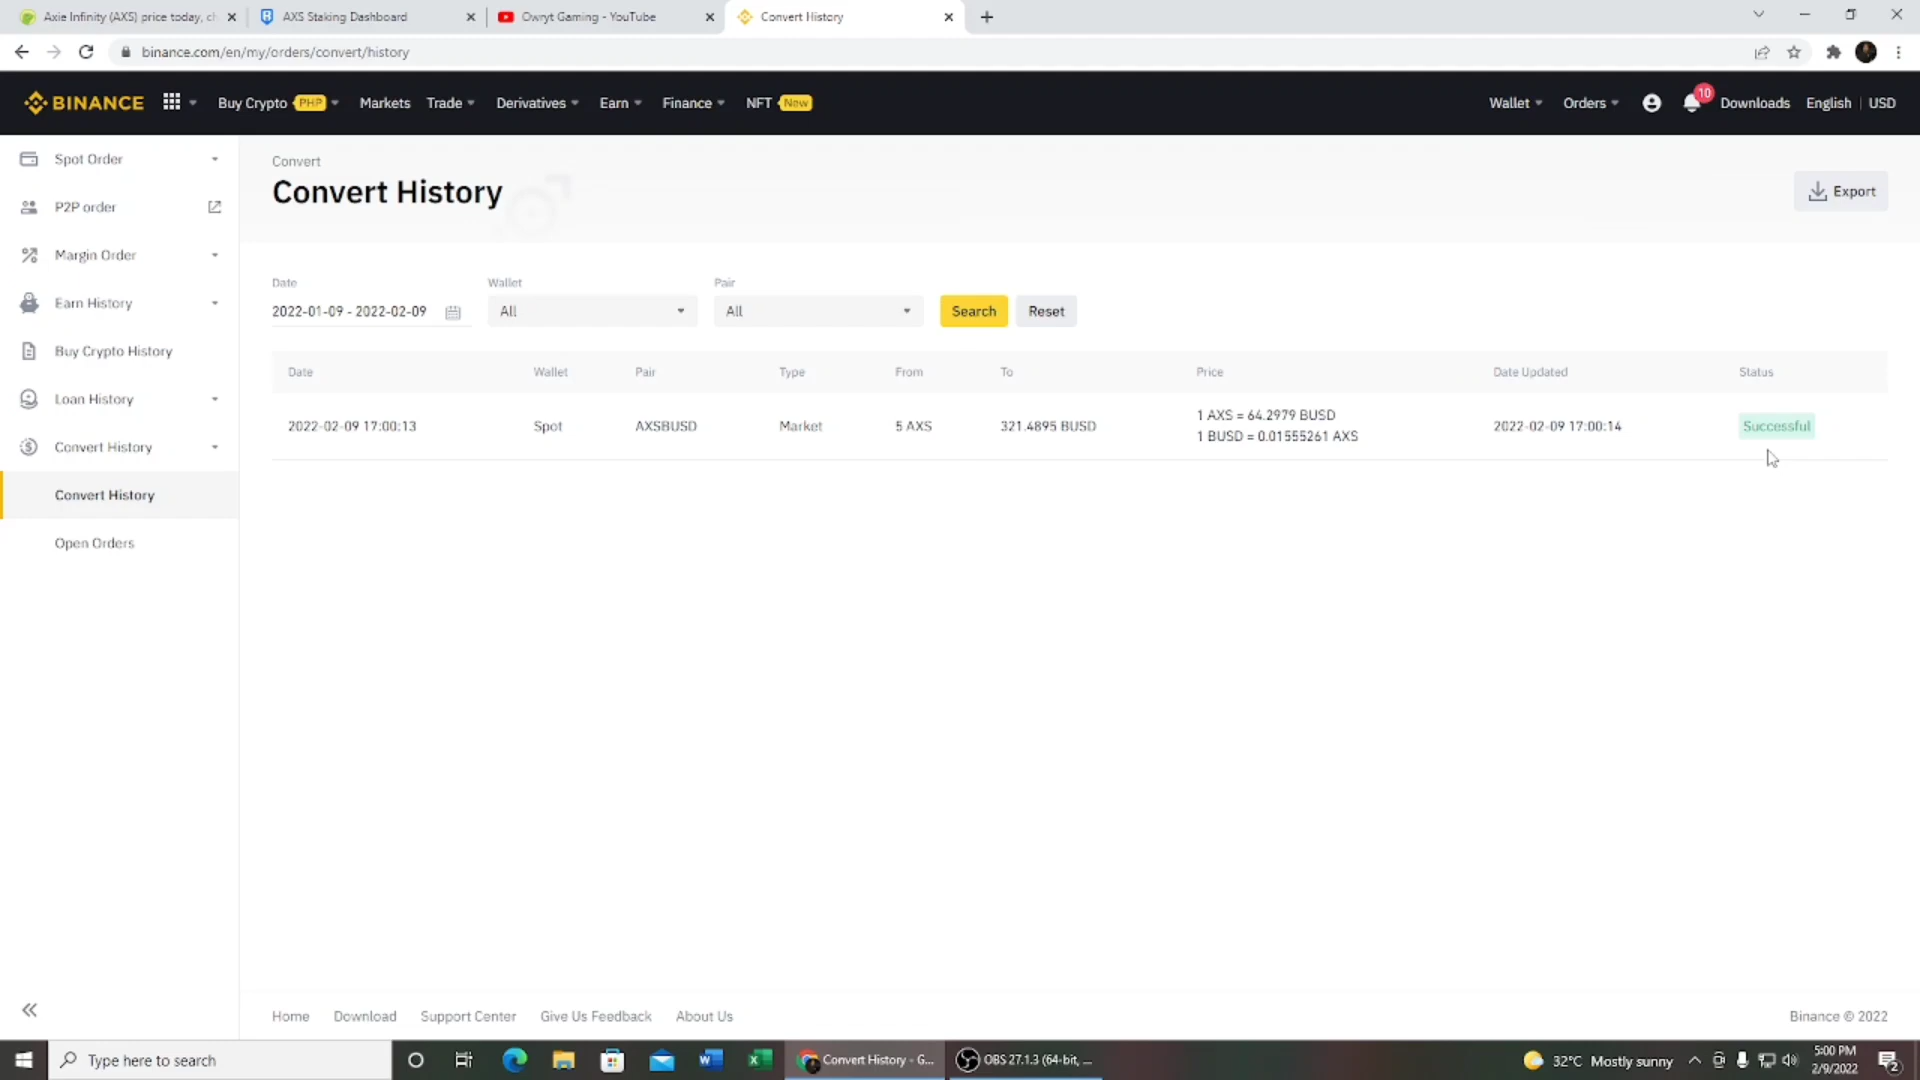 Axie Infinity (AXS) price today, ch
AXS Staking Dashboard
Owryt Gaming - YouTube
Convert History
binance.com/en/my/orders/convert/history
BINANCE
Buy Crypto PHP
Markets
Trade
Derivatives
Earn
Finance
NFT New
Wallet
Orders
10
Downloads
English | USD
Spot Order
P2P order
Margin Order
Earn History
Buy Crypto History
Loan History
Convert History
Convert History
Open Orders
Convert
Convert History
Export
Date
Wallet
Pair
2022-01-09 - 2022-02-09
All
All
Search
Reset
Date Wallet Pair Type From To Price Date Updated Status
2022-02-09 17:00:13 Spot AXSBUSD Market 5 AXS 321.4895 BUSD
1 AXS = 64.2979 BUSD
1 BUSD = 0.01555261 AXS
2022-02-09 17:00:14
Successful
Home Download Support Center Give Us Feedback About Us
Binance © 2022
Type here to search
Convert History - G...
OBS 27.1.3 (64-bit, ...
32°C Mostly sunny
5:00 PM
2/9/2022
2